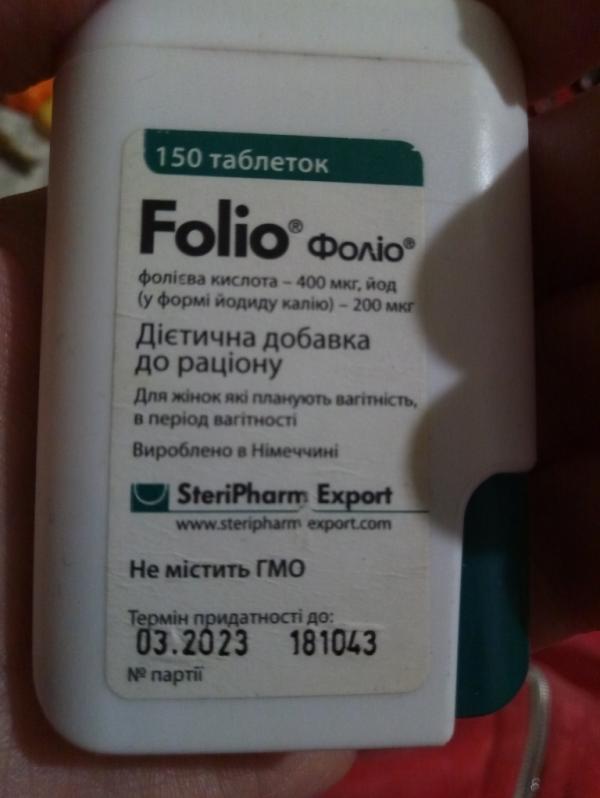 150 таблеток
Folio® Фоліо®
фолієва кислота – 400 мкг, йод
(у формі йодиду калію) – 200 мкг
Дієтична добавка
до раціону
Для жінок які планують вагітність,
в період вагітності
Вироблено в Німеччині
SteriPharm Export
www.steripharm export.com
Не містить ГМО
Термін придатності до:
03.2023 181043
№ партії